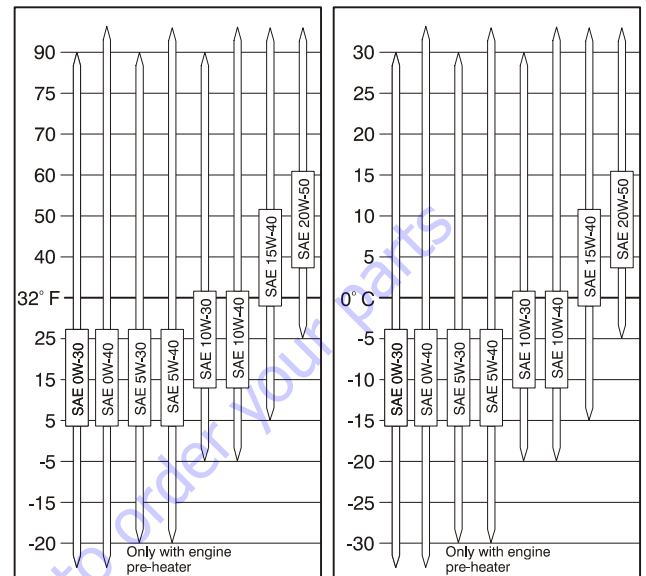 90
75
70
60
50
40
32° F
25
15
5
-5
-15
-20
SAE 0W-30
SAE 0W-40
SAE 5W-30
SAE 5W-40
SAE 10W-30
SAE 10W-40
SAE 15W-40
SAE 20W-50
Only with engine
pre-heater
30
25
20
15
10
5
0° C
-5
-10
-15
-20
-25
-30
SAE 0W-30
SAE 0W-40
SAE 5W-30
SAE 5W-40
SAE 10W-30
SAE 10W-40
SAE 15W-40
SAE 20W-50
Only with engine
pre-heater
to order your parts